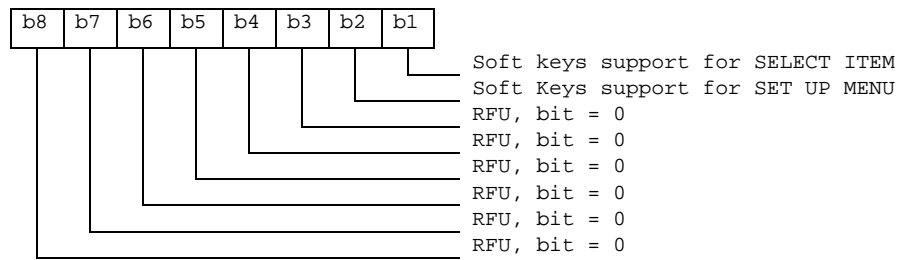 b8 b7 b6 b5 b4 b3 b2 b1
Soft keys support for SELECT ITEM
Soft Keys support for SET UP MENU
RFU, bit = 0
RFU, bit = 0
RFU, bit = 0
RFU, bit = 0
RFU, bit = 0
RFU, bit = 0